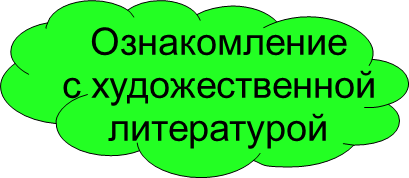 Ознакомление
с художественной
литературой